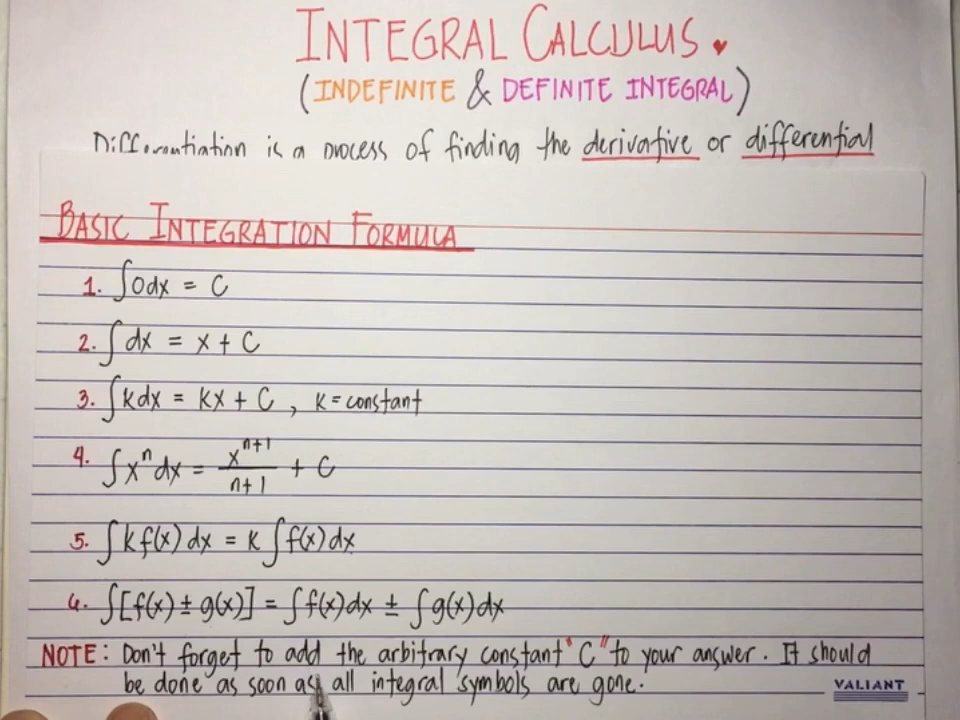 INTEGRAL CALCULUS
(INDEFINITE & DEFINITE INTEGRAL)
Differentiation is a process of finding the derivative or differential
BASIC INTEGRATION FORMULA
1. ∫0dx = C
2. ∫dx = x + C
3. ∫kdx = kx + C , k = constant
4. ∫xⁿdx = xⁿ⁺¹/n+1 + C
5. ∫kf(x)dx = k∫f(x)dx
6. ∫[f(x) ± g(x)] = ∫f(x)dx ± ∫g(x)dx
NOTE: Don't forget to add the arbitrary constant "C" to your answer. It should
be done as soon as all integral symbols are gone.
VALIANT